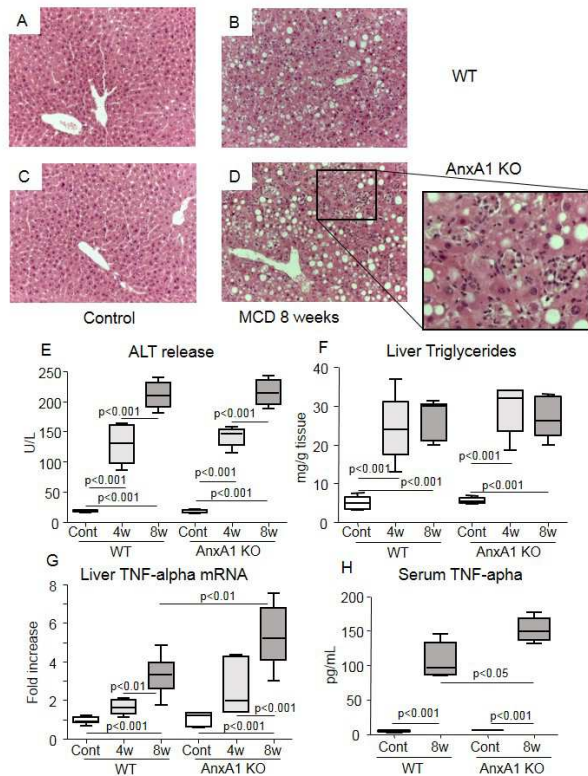 A
B
WT
C
D
AnxA1 KO
Control
MCD 8 weeks
E
ALT release
250
200
150
100
50
0
U/L
p<0.001
p<0.001
p<0.001
p<0.001
p<0.001
p<0.001
Cont 4w 8w Cont 4w 8w
WT
AnxA1 KO
F
Liver Triglycerides
40
30
20
10
0
mg/g tissue
p<0.001
p<0.001
p<0.001
p<0.001
Cont 4w 8w Cont 4w 8w
WT
AnxA1 KO
G
Liver TNF-alpha mRNA
8
6
4
2
0
Fold increase
p<0.01
p<0.01
p<0.001
p<0.001
p<0.001
Cont 4w 8w Cont 4w 8w
WT
AnxA1 KO
H
Serum TNF-apha
200
150
100
50
0
pg/mL
p<0.05
p<0.001
p<0.001
Cont 8w Cont 8w
WT
AnxA1 KO